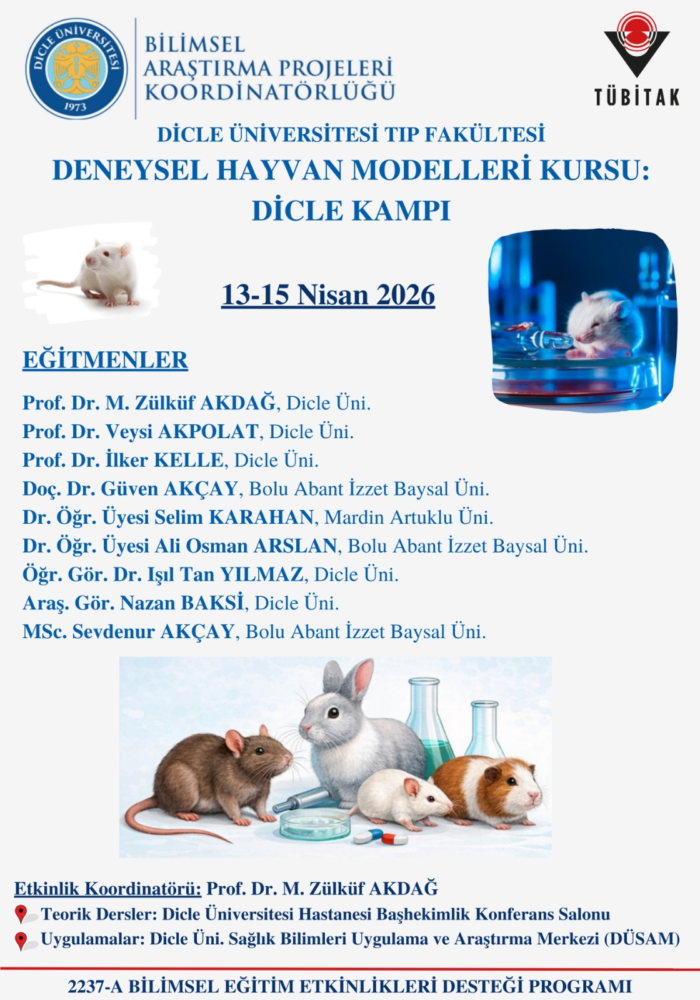 DİCLE ÜNİVERSİTESİ
1973
BİLİMSEL
ARAŞTIRMA PROJELERİ
KOORDİNATÖRLÜĞÜ
TÜBİTAK
DİCLE ÜNİVERSİTESİ TIP FAKÜLTESİ
DENEYSEL HAYVAN MODELLERİ KURSU:
DİCLE KAMPI
13-15 Nisan 2026
EĞİTMENLER
Prof. Dr. M. Zülküf AKDAĞ, Dicle Üni.
Prof. Dr. Veysi AKPOLAT, Dicle Üni.
Prof. Dr. İlker KELLE, Dicle Üni.
Doç. Dr. Güven AKÇAY, Bolu Abant İzzet Baysal Üni.
Dr. Öğr. Üyesi Selim KARAHAN, Mardin Artuklu Üni.
Dr. Öğr. Üyesi Ali Osman ARSLAN, Bolu Abant İzzet Baysal Üni.
Öğr. Gör. Dr. Işıl Tan YILMAZ, Dicle Üni.
Araş. Gör. Nazan BAKSİ, Dicle Üni.
MSc. Sevdenur AKÇAY, Bolu Abant İzzet Baysal Üni.
Etkinlik Koordinatörü: Prof. Dr. M. Zülküf AKDAĞ
Teorik Dersler: Dicle Üniversitesi Hastanesi Başhekimlik Konferans Salonu
Uygulamalar: Dicle Üni. Sağlık Bilimleri Uygulama ve Araştırma Merkezi (DÜSAM)
2237-A BİLİMSEL EĞİTİM ETKİNLİKLERİ DESTEĞİ PROGRAMI